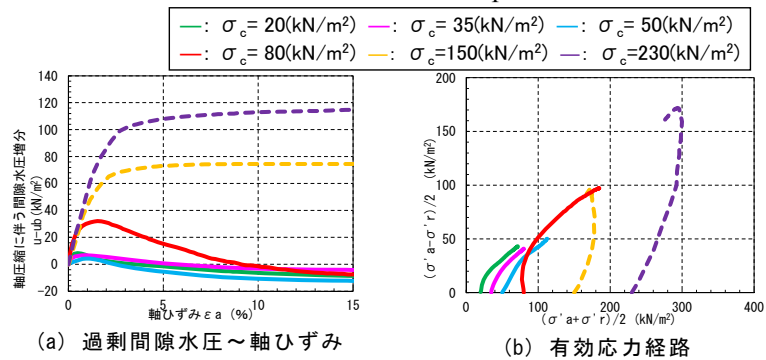 : σc= 20(kN/m²) : σc= 35(kN/m²) : σc= 50(kN/m²)
: σc= 80(kN/m²) : σc=150(kN/m²) : σc=230(kN/m²)
軸圧縮に伴う間隙水圧増分
u-ub(kN/m²)
140
120
100
80
60
40
20
0
-20
0 5 10 15
軸ひずみ εa (%)
(a) 過剰間隙水圧～軸ひずみ
(σ'a-σ'r)/2 (kN/m²)
200
150
100
50
0
0 100 200 300 400
(σ'a+σ'r)/2 (kN/m²)
(b) 有効応力経路